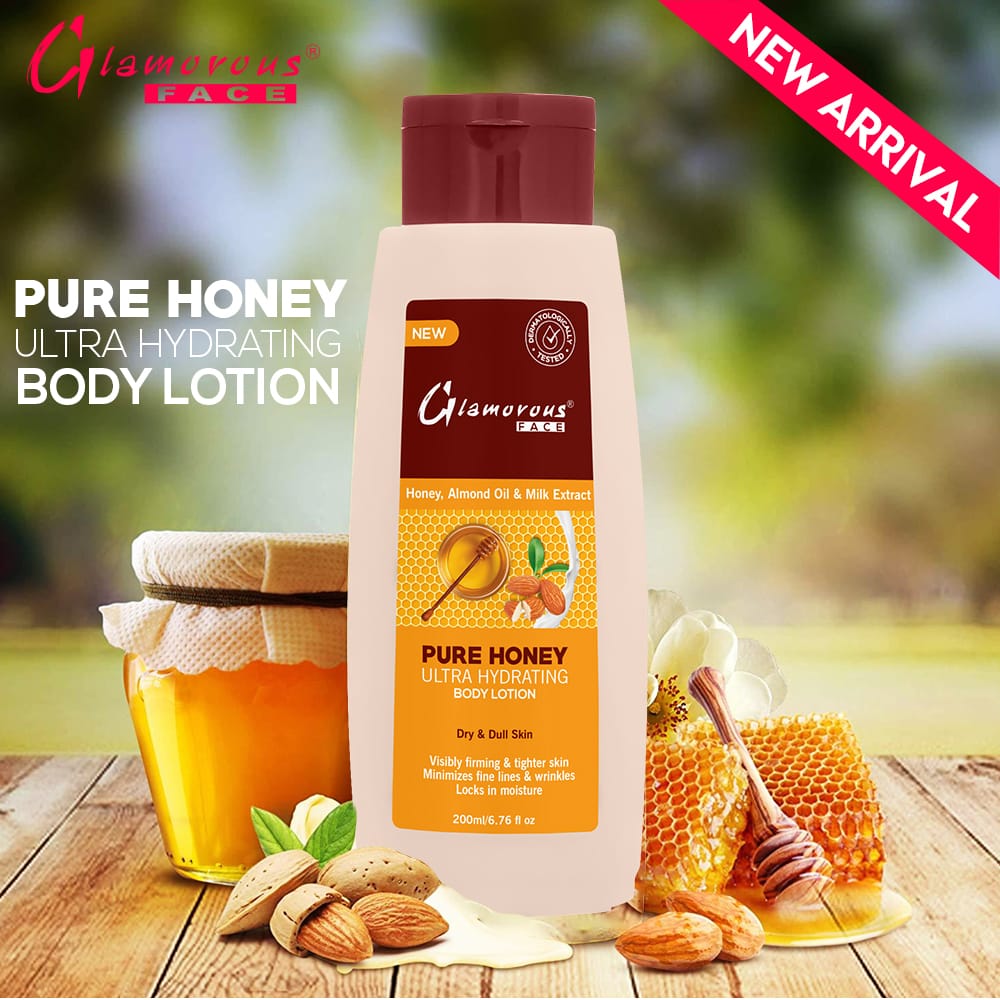 Glamorous®
FACE
NEW ARRIVAL
PURE HONEY
ULTRA HYDRATING
BODY LOTION
NEW
DERMATOLOGICALLY
TESTED
Glamorous®
FACE
Honey, Almond Oil & Milk Extract
PURE HONEY
ULTRA HYDRATING
BODY LOTION
Dry & Dull Skin
Visibly firming & tighter skin
Minimizes fine lines & wrinkles
Locks in moisture
200ml/6.76 fl oz